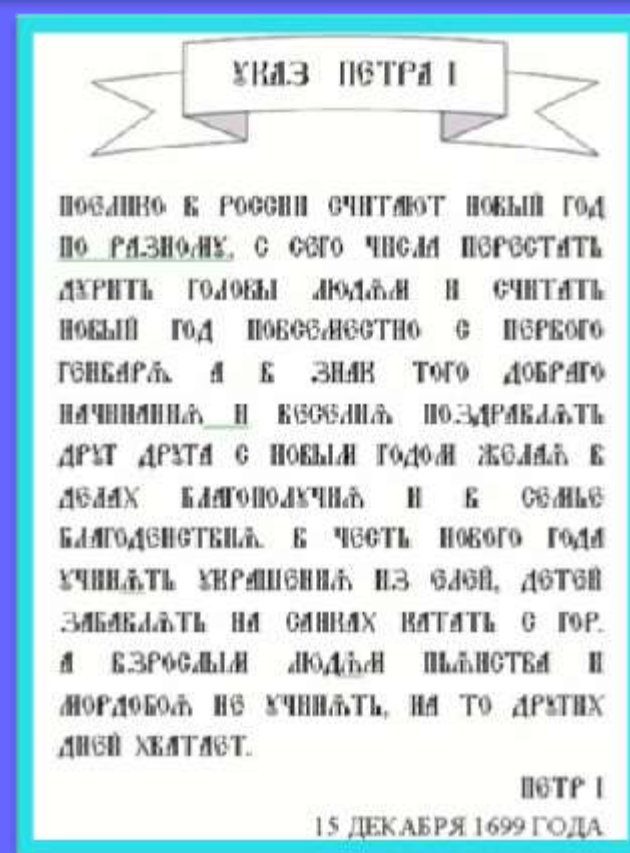 УКАЗ ПЕТРА I
ПОЕЛИКО В РОССИИ СЧИТАЮТ НОВЫЙ ГОД
ПО РАЗНОМУ, С СЕГО ЧИСЛА ПЕРЕСТАТЬ
ДУРИТЬ ГОЛОВЫ ЛЮДЯМ И СЧИТАТЬ
НОВЫЙ ГОД ПОВСЕМЕСТНО С ПЕРВОГО
ГЕНВАРЯ. А В ЗНАК ТОГО ДОБРАГО
НАЧИНАНИЯ И ВЕСЕЛИЯ ПОЗДРАВЛЯТЬ
ДРУГ ДРУГА С НОВЫМ ГОДОМ ЖЕЛАЯ В
ДЕЛАХ БЛАГОПОЛУЧИЯ И В СЕМЬЕ
БЛАГОДЕНСТВИЯ. В ЧЕСТЬ НОВОГО ГОДА
УЧИНЯТЬ УКРАШЕНИЯ ИЗ ЕЛЕЙ, ДЕТЕЙ
ЗАБАВЛЯТЬ НА САНКАХ КАТАТЬ С ГОР.
А ВЗРОСЛЫМ ЛЮДЯМ ПЬЯНСТВА И
МОРДОБОЯ НЕ УЧИНЯТЬ, НА ТО ДРУГИХ
ДНЕЙ ХВАТАЕТ.
ПЕТР I
15 ДЕКАБРЯ 1699 ГОДА